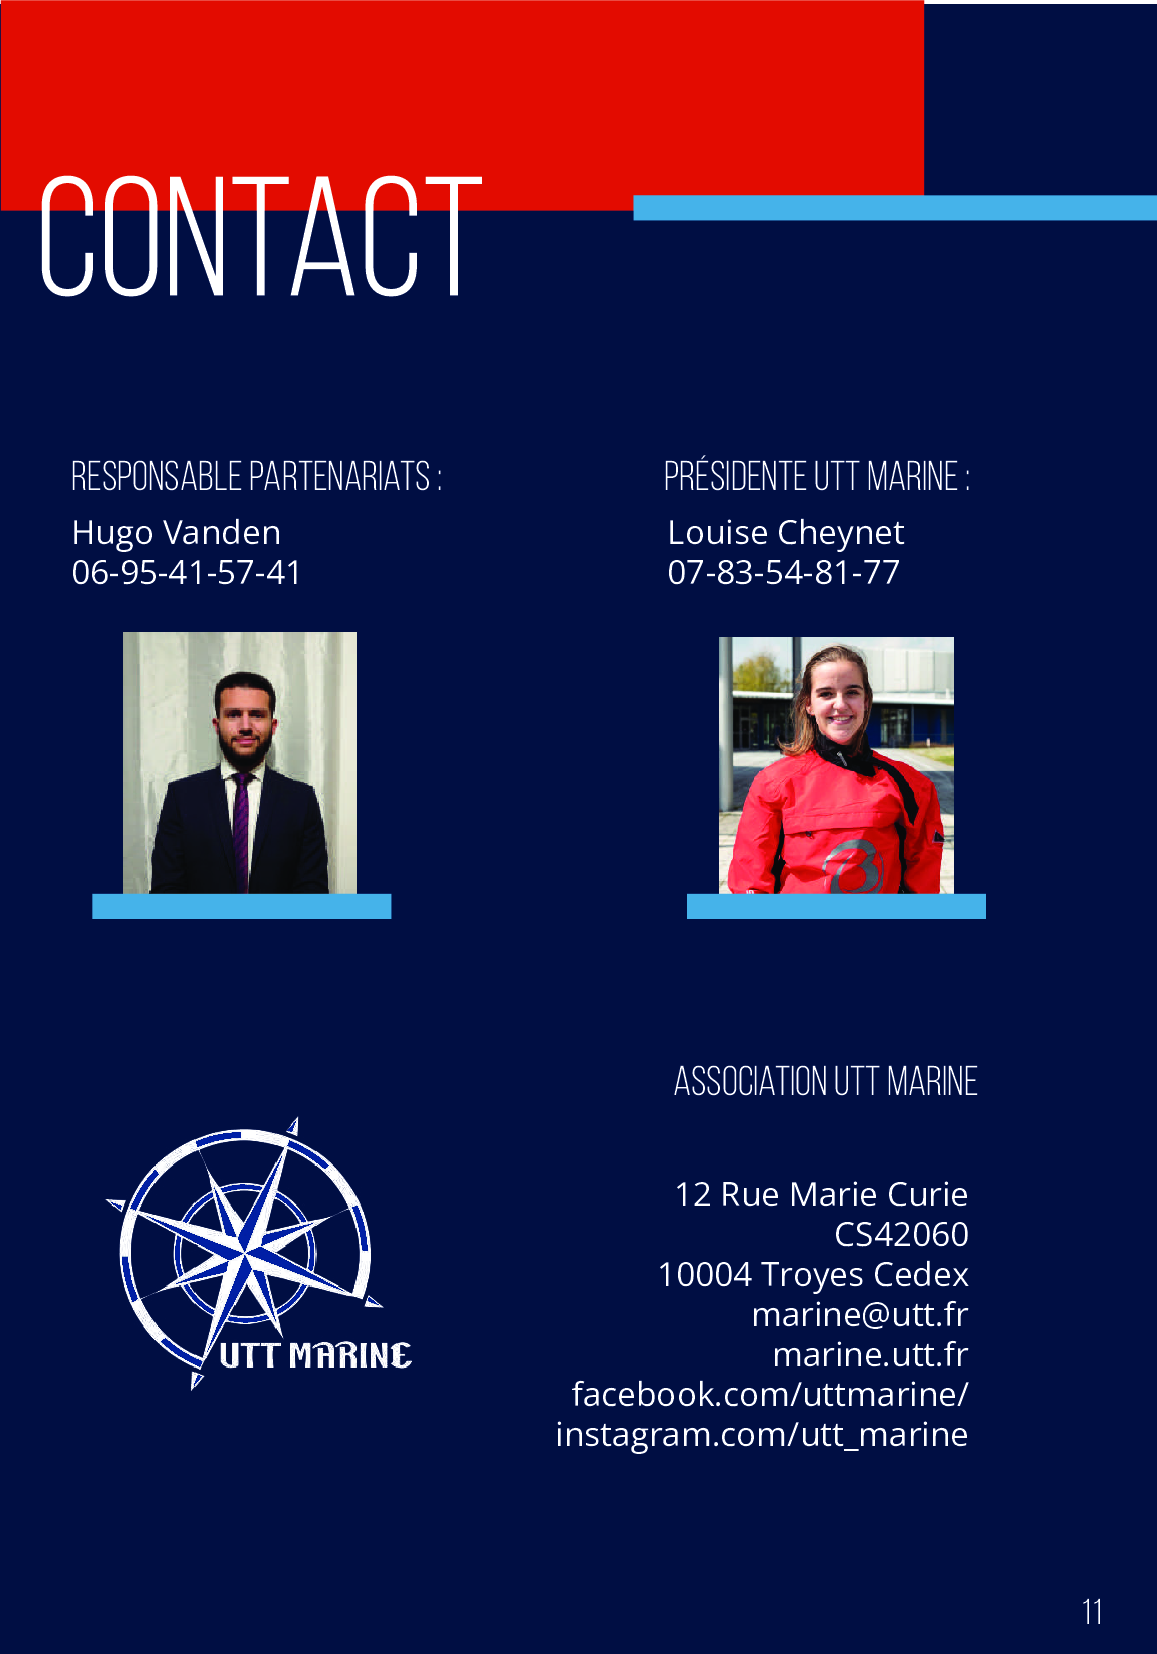 CONTACT
RESPONSABLE PARTENARIATS :
Hugo Vanden
06-95-41-57-41
PRÉSIDENTE UTT MARINE :
Louise Cheynet
07-83-54-81-77
UTT MARINE
ASSOCIATION UTT MARINE
12 Rue Marie Curie
CS42060
10004 Troyes Cedex
marine@utt.fr
marine.utt.fr
facebook.com/uttmarine/
instagram.com/utt_marine
11